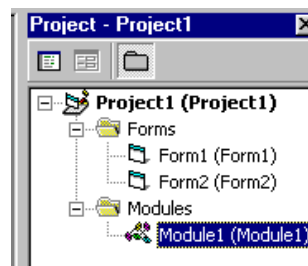 Project - Project1
Project1 (Project1)
Forms
Form1 (Form1)
Form2 (Form2)
Modules
Module1 (Module1)